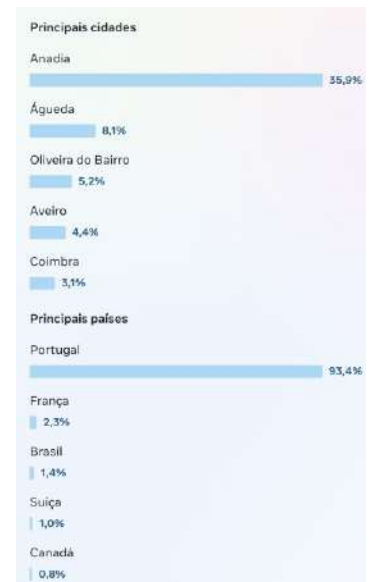 Principais cidades
Anadia
35,9%
Águeda
8,1%
Oliveira do Bairro
5,2%
Aveiro
4,4%
Coimbra
3,1%
Principais países
Portugal
93,4%
França
2,3%
Brasil
1,4%
Suíça
1,0%
Canadá
0,8%